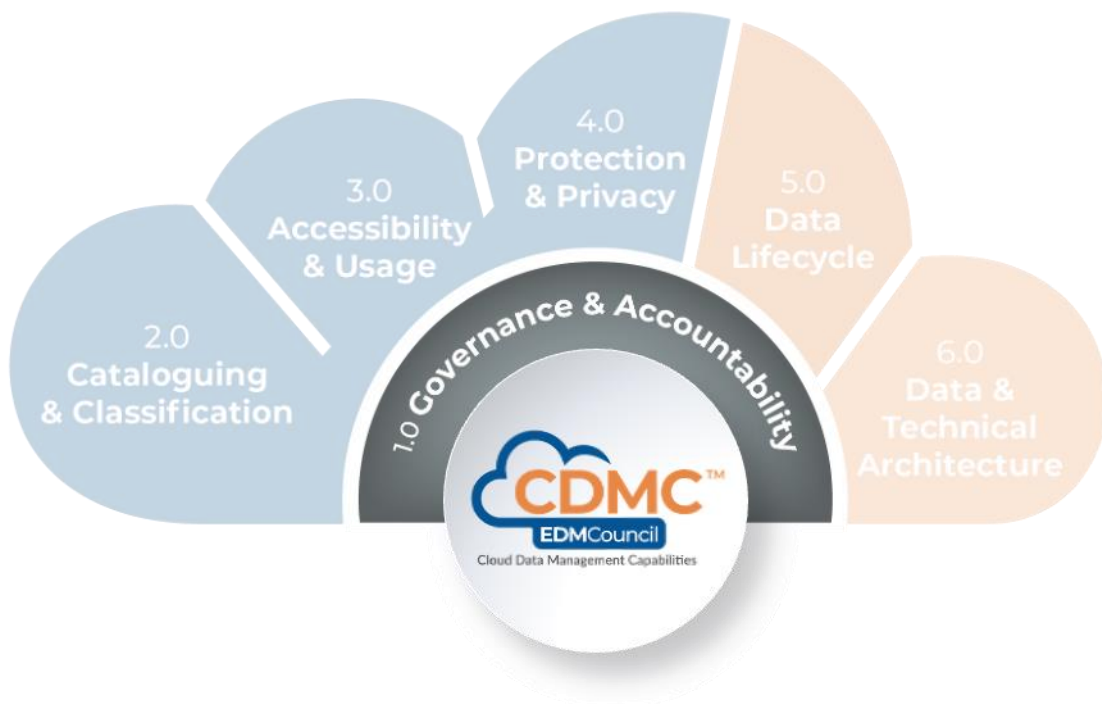 4.0
Protection
& Privacy
5.0
Data
Lifecycle
3.0
Accessibility
& Usage
2.0
Cataloguing
& Classification
1.0 Governance & Accountability
6.0
Data &
Technical
Architecture
CDMC™
EDMCouncil
Cloud Data Management Capabilities